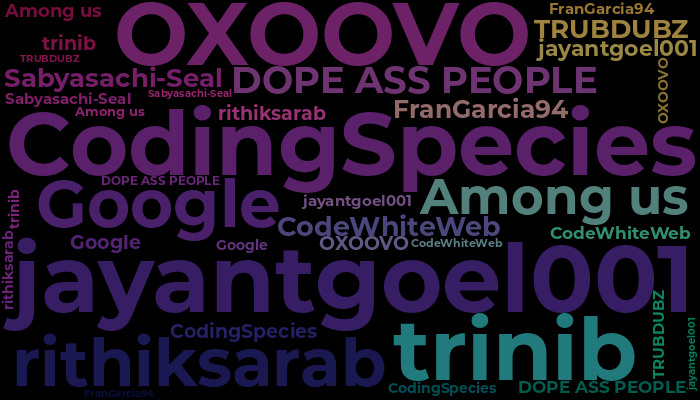 Among us
OXOOVO
FranGarcia94
TRUBDUBZ
trinib
jayantgoel001
TRUBDUBZ
Sabyasachi-Seal
DOPE ASS PEOPLE
OXOOVO
Sabyasachi-Seal
Sabyasachi-Seal
Among us
rithiksarab
FranGarcia94
CodingSpecies
DOPE ASS PEOPLE
Google
trinib
jayantgoel001
Among us
CodeWhiteWeb
CodeWhiteWeb
rithiksarab
Google
Google
OXOOVO
CodeWhiteWeb
jayantgoel001
CodingSpecies
trinib
TRUBDUBZ
jayantgoel001
rithiksarab
CodingSpecies
DOPE ASS PEOPLE
FranGarcia94